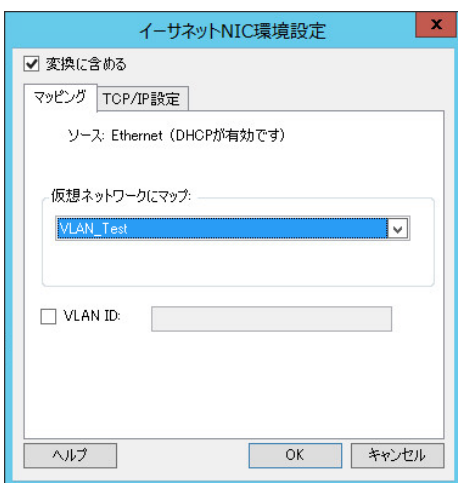 イーサネットNIC環境設定
x
変換に含める
マッピング TCP/IP設定
ソース: Ethernet (DHCPが有効です)
仮想ネットワークにマップ:
VLAN_Test
VLAN ID:
ヘルプ OK キャンセル